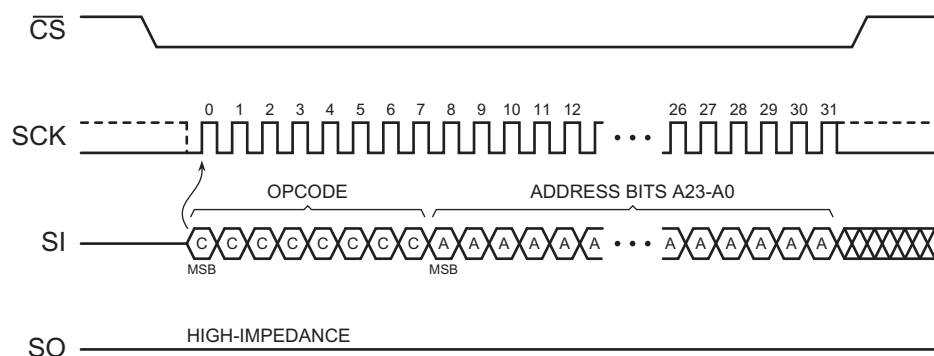 CS
SCK
0 1 2 3 4 5 6 7 8 9 10 11 12 • • • 26 27 28 29 30 31
OPCODE
ADDRESS BITS A23-A0
SI
C C C C C C C C A A A A A A • • • A A A A A A
MSB
MSB
SO
HIGH-IMPEDANCE